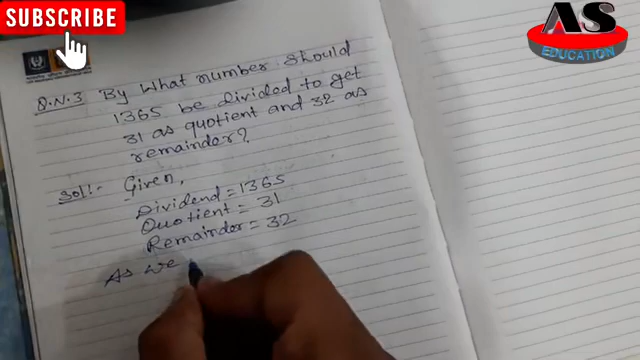 SUBSCRIBE
AS
EDUCATION
Q.N.3 By What number should
1365 be divided to get
31 as quotient and 32 as
remainder?
Sol:- Given,
Dividend = 1365
Quotient = 31
Remainder = 32
As we